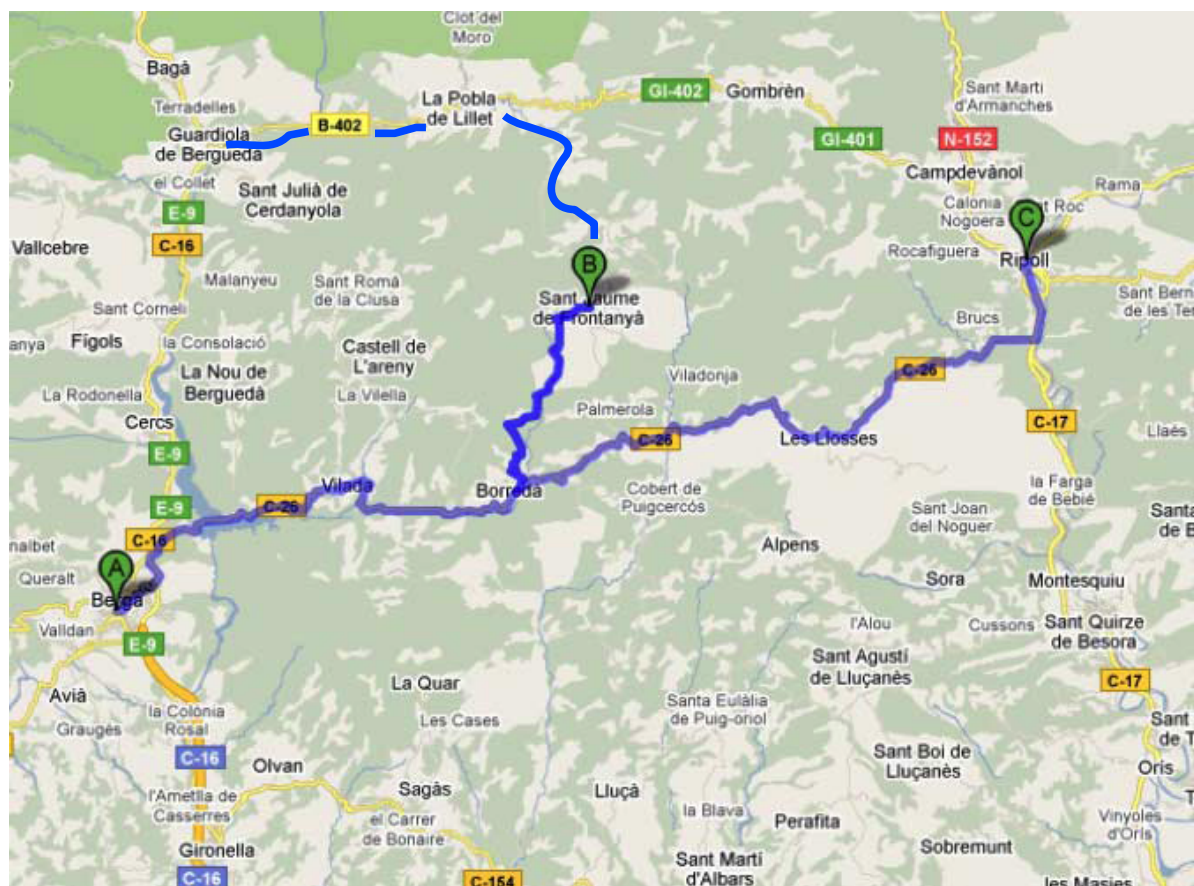 Clot del
Moro
Bagà
Terradelles
La Pobla
de Lillet
GI-402
Gombrèn
Sant Marti
d'Armanches
B-402
Guardiola
de Berguedà
GI-401
N-152
el Collet
Sant Julià de
Cerdanyola
Campdevànol
Rama
E-9
Calonia
Nogoera
Roc
C
Vallcebre
C-16
Rocafiguera
Ripoll
Malanyeu
Sant Romà
de la Clusa
B
Sant Jaume
de Frontanyà
Sant Bern
de les Ter
Sant Corneli
Brucs
Fígols
la Consolació
Castell de
L'areny
La Nou de
Berguedà
Viladonja
C-26
La Rodonella
La Vilella
Palmerola
Cercs
C-26
Les Llosses
C-17
Llaés
E-9
Vilada
Borredà
Cobert de
Puigcercós
la Farga
de Bebié
E-9
C-26
Sant Joan
del Noguer
Santa
de B
C-16
Alpens
A
Queralt
Sora
Montesquiu
Berga
Valldan
E-9
l'Alou
Cussons
Sant Quirze
de Besora
Sant Agustí
de Lluçanès
Avià
La Quar
C-17
la Colònia
Rosal
Santa Eulàlia
de Puig-oriol
Graugés
Les Cases
Sant
de T
C-16
Sant Boi de
Lluçanès
Olvan
Oris
l'Ametlla de
Casserres
Sagàs
Lluçà
el Carrer
de Bonaire
la Blava
Perafita
Vinyoles
d'Orís
Gironella
Sobremunt
Sant Martí
d'Albars
C-16
C-154
les Masies